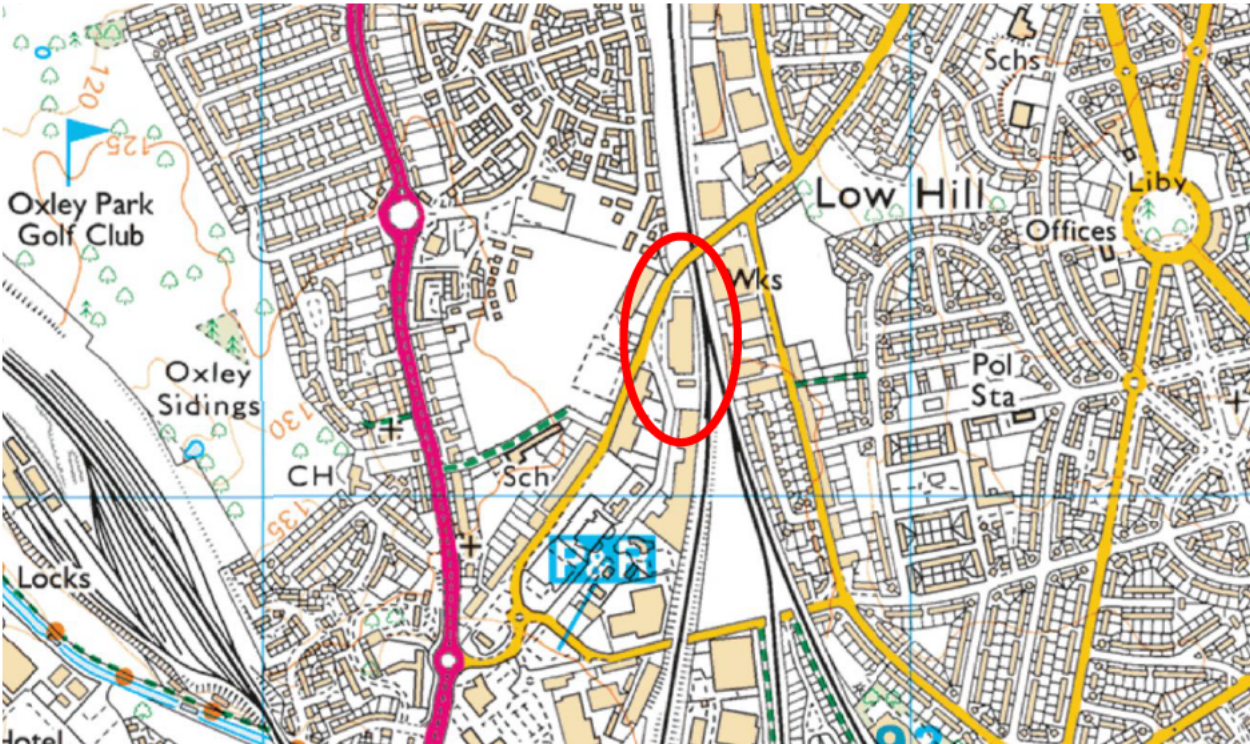 Schs
120
125
Oxley Park
Golf Club
Low Hill
Liby
Offices
Wks
Oxley
Sidings
Pol
Sta
130
CH
Sch
135
P&R
Locks
93